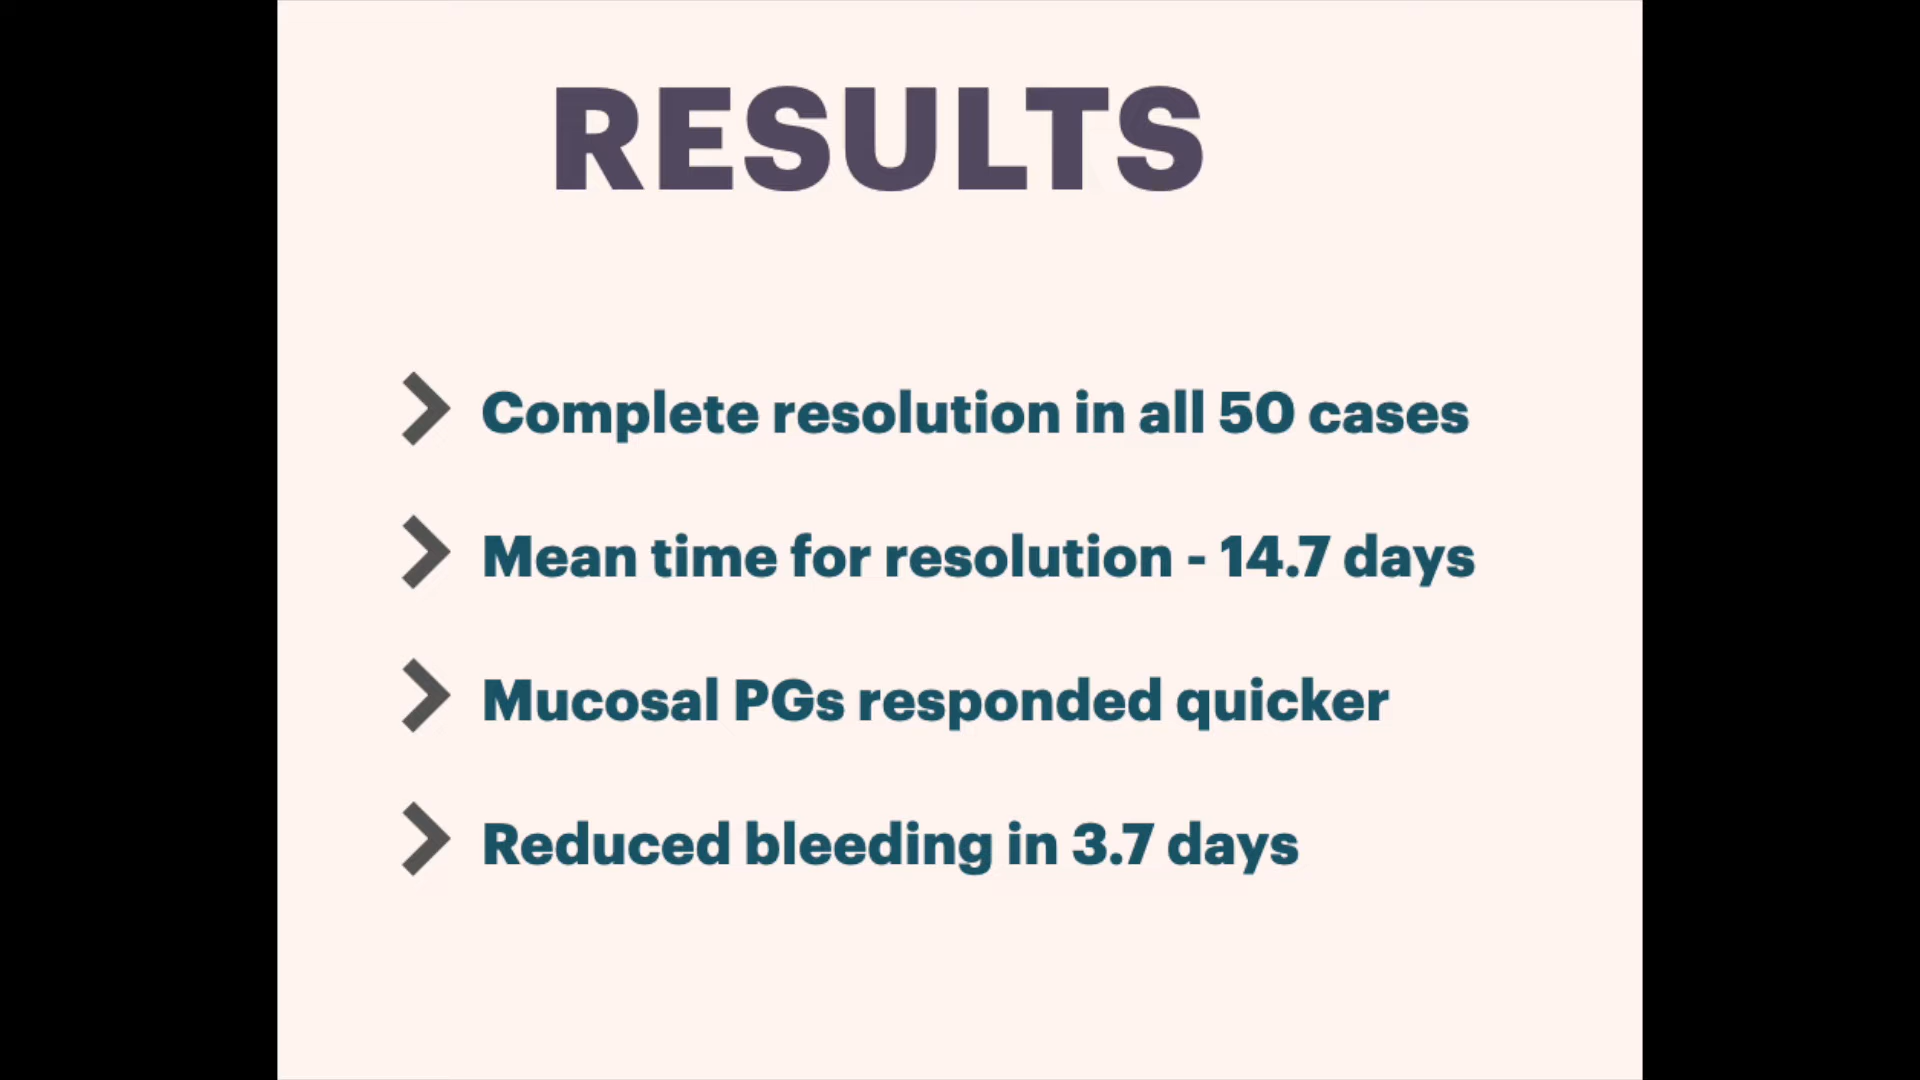 RESULTS
Complete resolution in all 50 cases
Mean time for resolution - 14.7 days
Mucosal PGs responded quicker
Reduced bleeding in 3.7 days